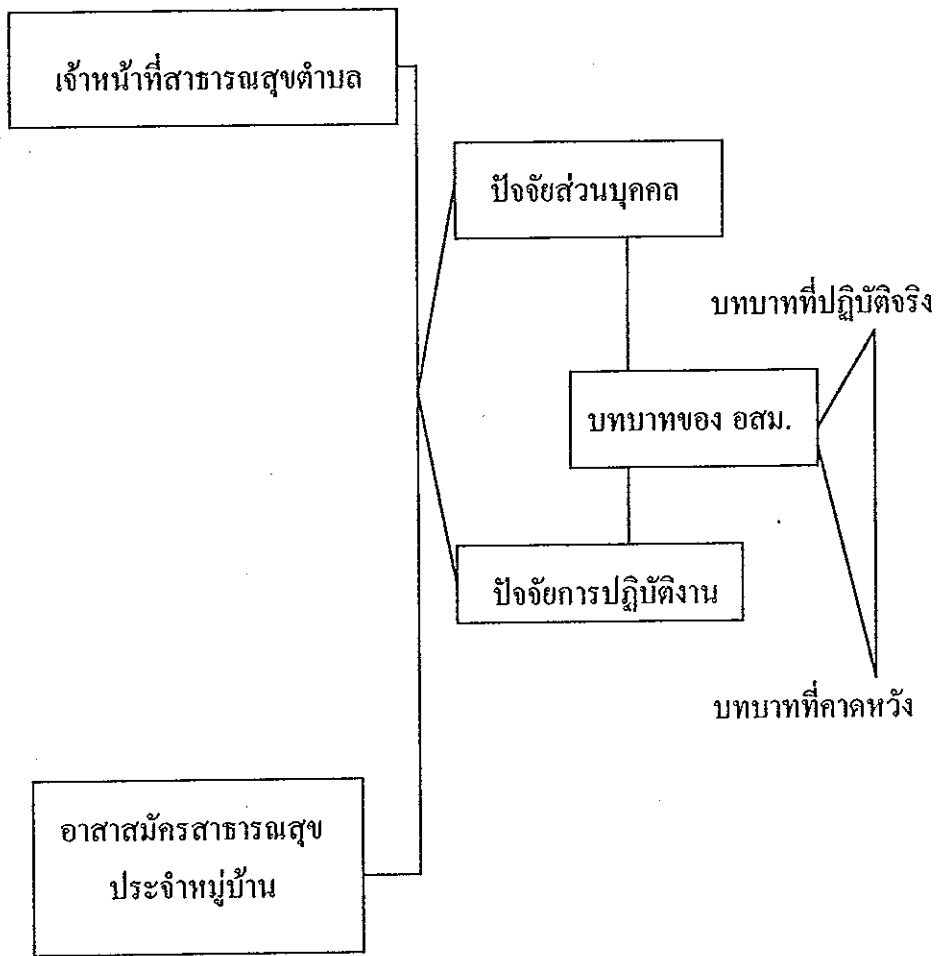 เจ้าหน้าที่สาธารณสุขตำบล
ปัจจัยส่วนบุคคล
บทบาทที่ปฏิบัติจริง
บทบาทของ อสม.
ปัจจัยการปฏิบัติงาน
บทบาทที่คาดหวัง
อาสาสมัครสาธารณสุข
ประจำหมู่บ้าน